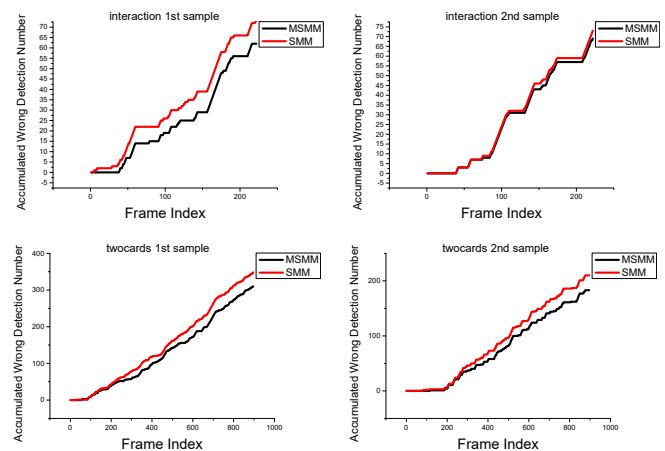 interaction 1st sample
MSMM
SMM
Accumulated Wrong Detection Number
75
70
65
60
55
50
45
40
35
30
25
20
15
10
5
0
-5
0 100 200
Frame Index
interaction 2nd sample
MSMM
SMM
Accumulated Wrong Detection Number
75
70
65
60
55
50
45
40
35
30
25
20
15
10
5
0
-5
0 100 200
Frame Index
twocards 1st sample
MSMM
SMM
Accumulated Wrong Detection Number
400
300
200
100
0
0 200 400 600 800 1000
Frame Index
twocards 2nd sample
MSMM
SMM
Accumulated Wrong Detection Number
200
100
0
0 200 400 600 800 1000
Frame Index